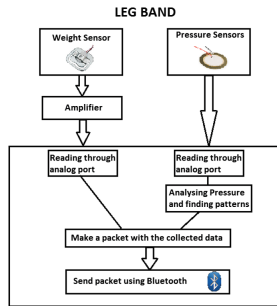 LEG BAND
Weight Sensor
Pressure Sensors
Amplifier
Reading through
analog port
Reading through
analog port
Analysing Pressure
and finding patterns
Make a packet with the collected data
Send packet using Bluetooth